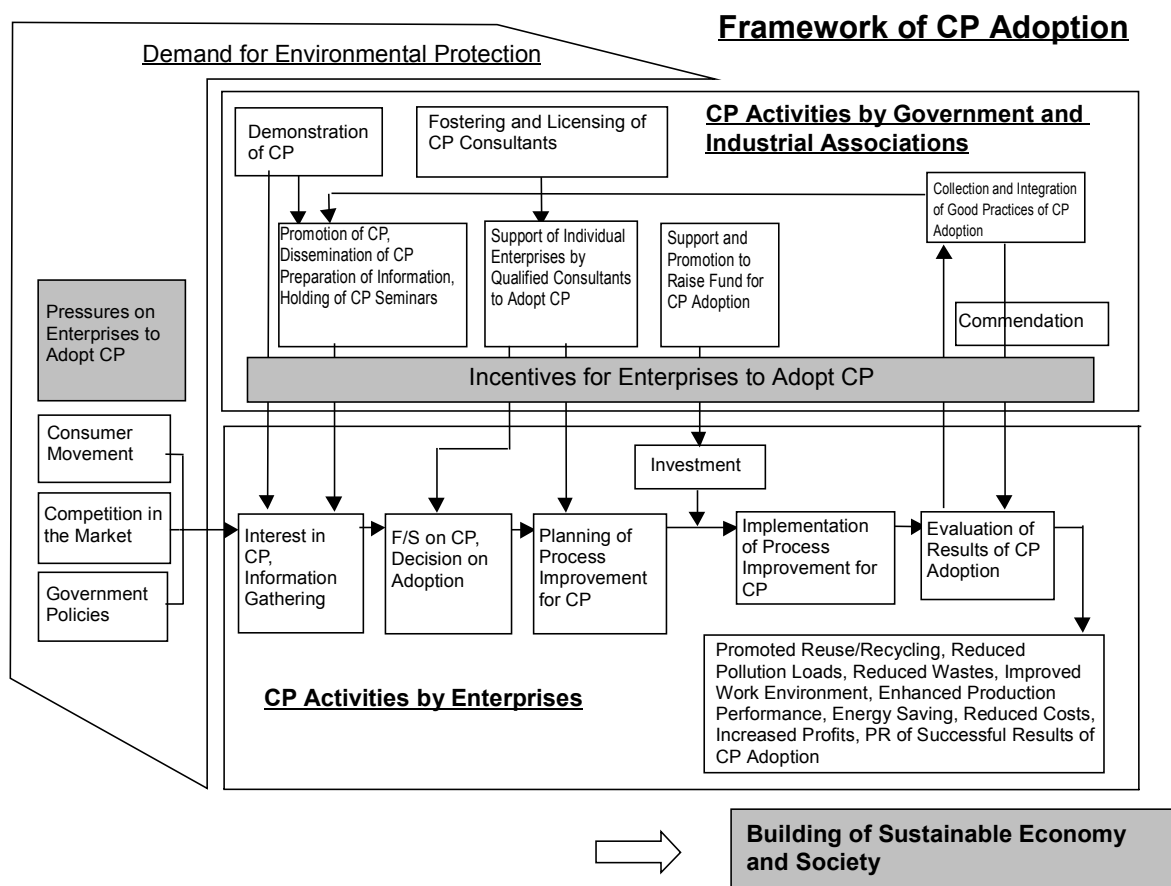 Framework of CP Adoption
Demand for Environmental Protection
CP Activities by Government and
Industrial Associations
Demonstration
of CP
Fostering and Licensing of
CP Consultants
Collection and Integration
of Good Practices of CP
Adoption
Promotion of CP,
Dissemination of CP
Preparation of Information,
Holding of CP Seminars
Support of Individual
Enterprises by
Qualified Consultants
to Adopt CP
Support and
Promotion to
Raise Fund for
CP Adoption
Commendation
Pressures on
Enterprises to
Adopt CP
Incentives for Enterprises to Adopt CP
Consumer
Movement
Competition in
the Market
Government
Policies
Investment
Interest in
CP,
Information
Gathering
F/S on CP,
Decision on
Adoption
Planning of
Process
Improvement
for CP
Implementation
of Process
Improvement for
CP
Evaluation of
Results of CP
Adoption
Promoted Reuse/Recycling, Reduced
Pollution Loads, Reduced Wastes, Improved
Work Environment, Enhanced Production
Performance, Energy Saving, Reduced Costs,
Increased Profits, PR of Successful Results of
CP Adoption
CP Activities by Enterprises
Building of Sustainable Economy
and Society